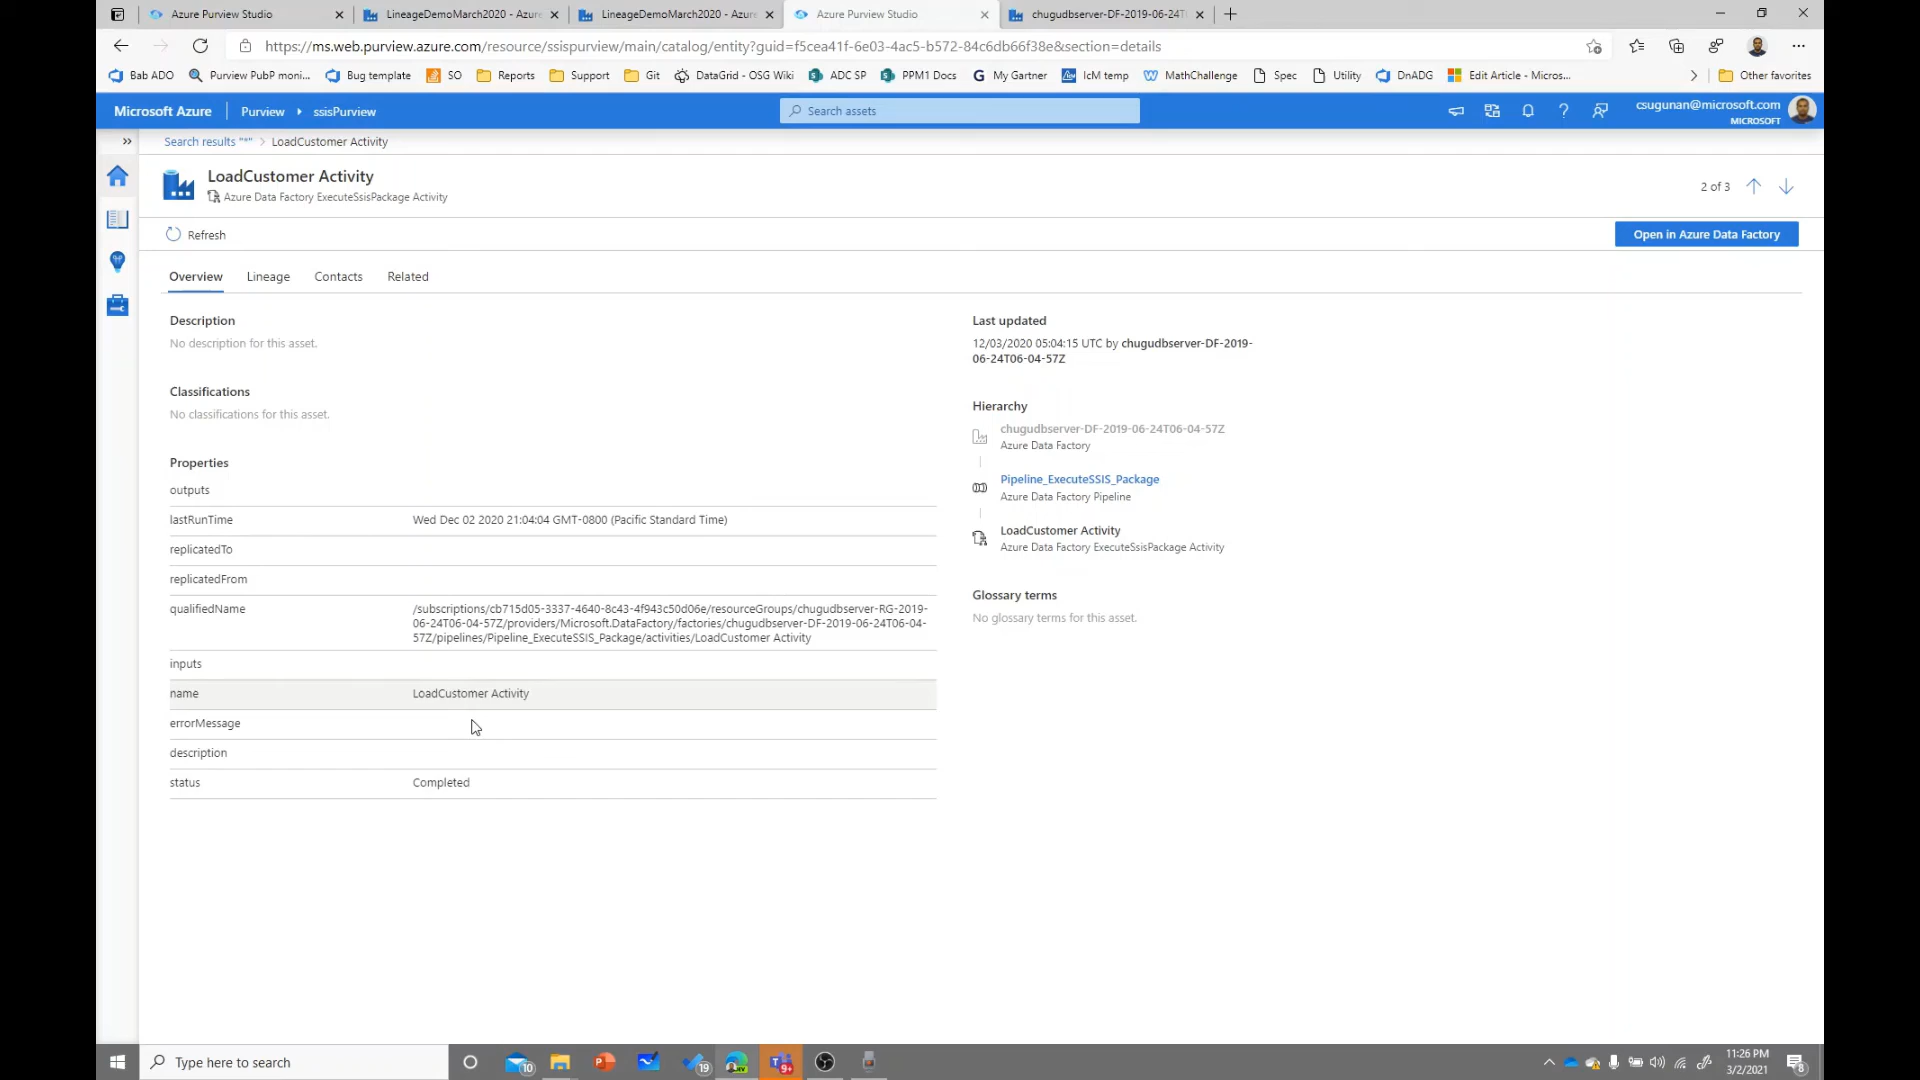 Azure Purview Studio
LineageDemoMarch2020 - Azure
LineageDemoMarch2020 - Azure
Azure Purview Studio
chugudbserver-DF-2019-06-24T
https://ms.web.purview.azure.com/resource/ssispurview/main/catalog/entity?guid=f5cea41f-6e03-4ac5-b572-84c6db66f38e&section=details
Bab ADO
Purview PubP moni...
Bug template
SO
Reports
Support
Git
DataGrid - OSG Wiki
ADC SP
PPM1 Docs
My Gartner
IcM temp
MathChallenge
Spec
Utility
DnADG
Edit Article - Micros...
Other favorites
Microsoft Azure
Purview
ssisPurview
Search assets
csugunan@microsoft.com
MICROSOFT
Search results "*" > LoadCustomer Activity
LoadCustomer Activity
Azure Data Factory ExecuteSsisPackage Activity
2 of 3
Refresh
Open in Azure Data Factory
Overview
Lineage
Contacts
Related
Description
No description for this asset.
Classifications
No classifications for this asset.
Properties
outputs
lastRunTime Wed Dec 02 2020 21:04:04 GMT-0800 (Pacific Standard Time)
replicatedTo
replicatedFrom
qualifiedName /subscriptions/cb715d05-3337-4640-8c43-4f943c50d06e/resourceGroups/chugudbserver-RG-2019-
06-24T06-04-57Z/providers/Microsoft.DataFactory/factories/chugudbserver-DF-2019-06-24T06-04-
57Z/pipelines/Pipeline_ExecuteSSIS_Package/activities/LoadCustomer Activity
inputs
name LoadCustomer Activity
errorMessage
description
status Completed
Last updated
12/03/2020 05:04:15 UTC by chugudbserver-DF-2019-
06-24T06-04-57Z
Hierarchy
chugudbserver-DF-2019-06-24T06-04-57Z
Azure Data Factory
Pipeline_ExecuteSSIS_Package
Azure Data Factory Pipeline
LoadCustomer Activity
Azure Data Factory ExecuteSsisPackage Activity
Glossary terms
No glossary terms for this asset.
Type here to search
10
19
9+
11:26 PM
3/2/2021
8